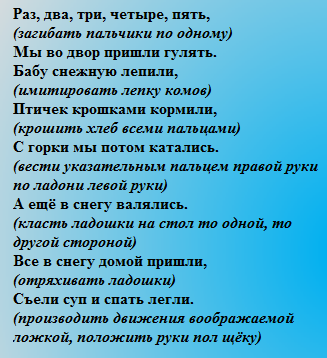 Раз, два, три, четыре, пять,
(загибать пальчики по одному)
Мы во двор пришли гулять.
Бабу снежную лепили,
(имитировать лепку комов)
Птичек крошками кормили,
(крошить хлеб всеми пальцами)
С горки мы потом катались.
(вести указательным пальцем правой руки
по ладони левой руки)
А ещё в снегу валялись.
(класть ладошки на стол то одной, то
другой стороной)
Все в снегу домой пришли,
(отряхивать ладошки)
Съели суп и спать легли.
(производить движения воображаемой
ложкой, положить руки пол щёку)